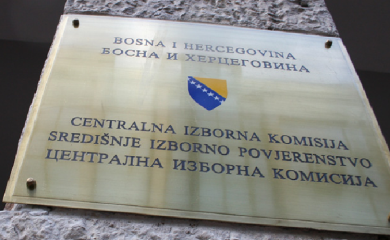 BOSNA I HERCEGOVINA
БОСНА И ХЕРЦЕГОВИНА
CENTRALNA IZBORNA KOMISIJA
SREDIŠNJE IZBORNO POVJERENSTVO
ЦЕНТРАЛНА ИЗБОРНА КОМИСИЈА